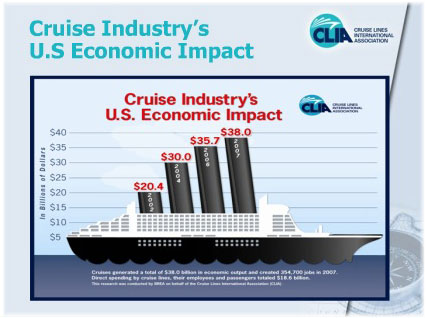 Cruise Industry's
U.S Economic Impact
CLIA
CRUISE LINES
INTERNATIONAL
ASSOCIATION
Cruise Industry's
U.S. Economic Impact
CLIA
CRUISE LINES
INTERNATIONAL
ASSOCIATION
In Billions of Dollars
$40
$35
$30
$25
$20
$15
$10
$5
$20.4
$30.0
2004
$35.7
2006
$38.0
2007
Cruises generated a total of $38.0 billion in economic output and created 354,700 jobs in 2007.
Direct spending by cruise lines, their employees and passengers totaled $18.6 billion.
This research was conducted by BREA on behalf of the Cruise Lines International Association (CLIA)